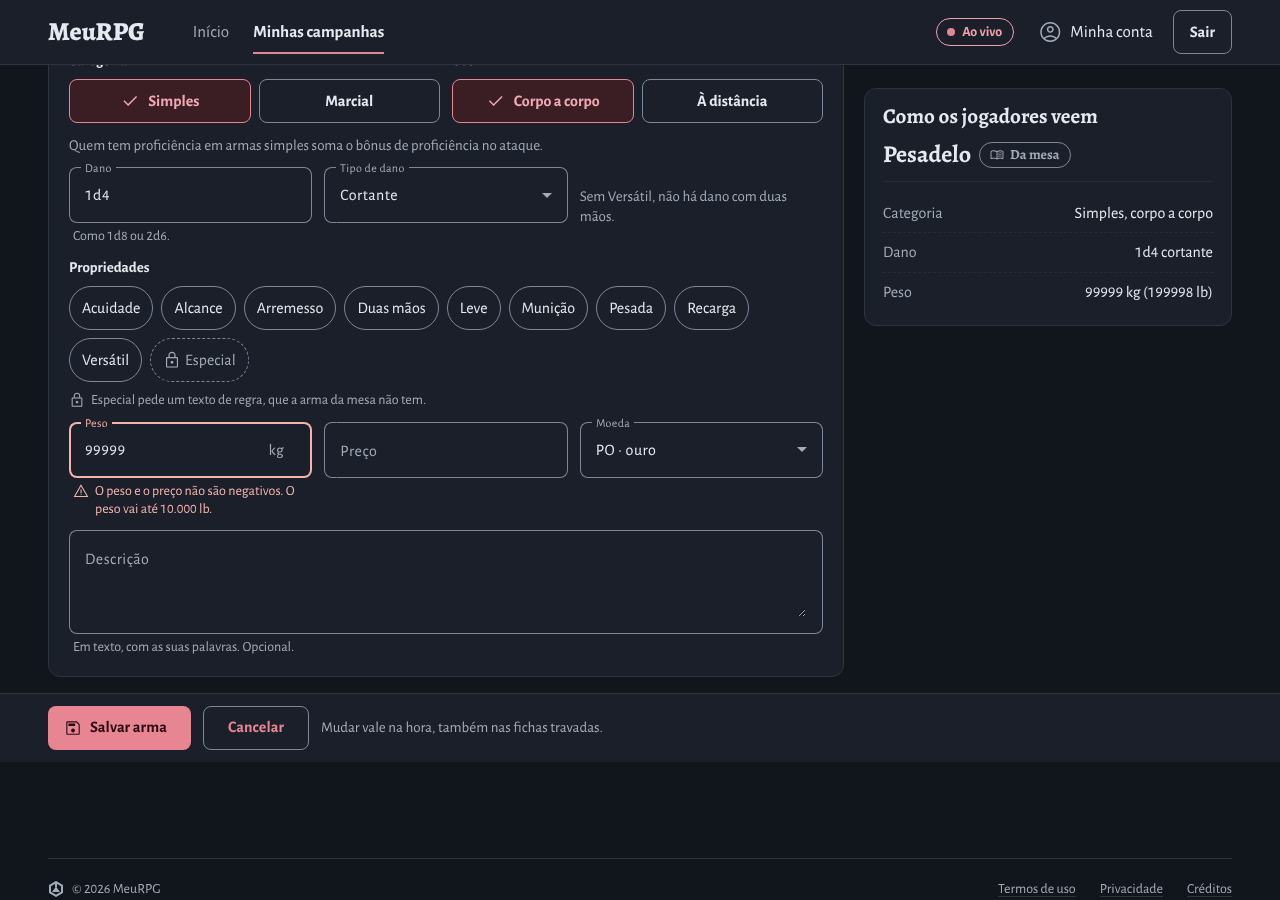 MeuRPG
Início
Minhas campanhas
Ao vivo
Minha conta
Sair
Simples
Marcial
Corpo a corpo
À distância
Quem tem proficiência em armas simples soma o bônus de proficiência no ataque.
Dano
1d4
Tipo de dano
Cortante
Sem Versátil, não há dano com duas
mãos.
Como 1d8 ou 2d6.
Propriedades
Acuidade
Alcance
Arremesso
Duas mãos
Leve
Munição
Pesada
Recarga
Versátil
Especial
Especial pede um texto de regra, que a arma da mesa não tem.
Peso
99999
kg
Preço
Moeda
PO · ouro
O peso e o preço não são negativos. O
peso vai até 10.000 lb.
Descrição
Em texto, com as suas palavras. Opcional.
Como os jogadores veem
Pesadelo
Da mesa
Categoria
Simples, corpo a corpo
Dano
1d4 cortante
Peso
99999 kg (199998 lb)
Salvar arma
Cancelar
Mudar vale na hora, também nas fichas travadas.
© 2026 MeuRPG
Termos de uso
Privacidade
Créditos